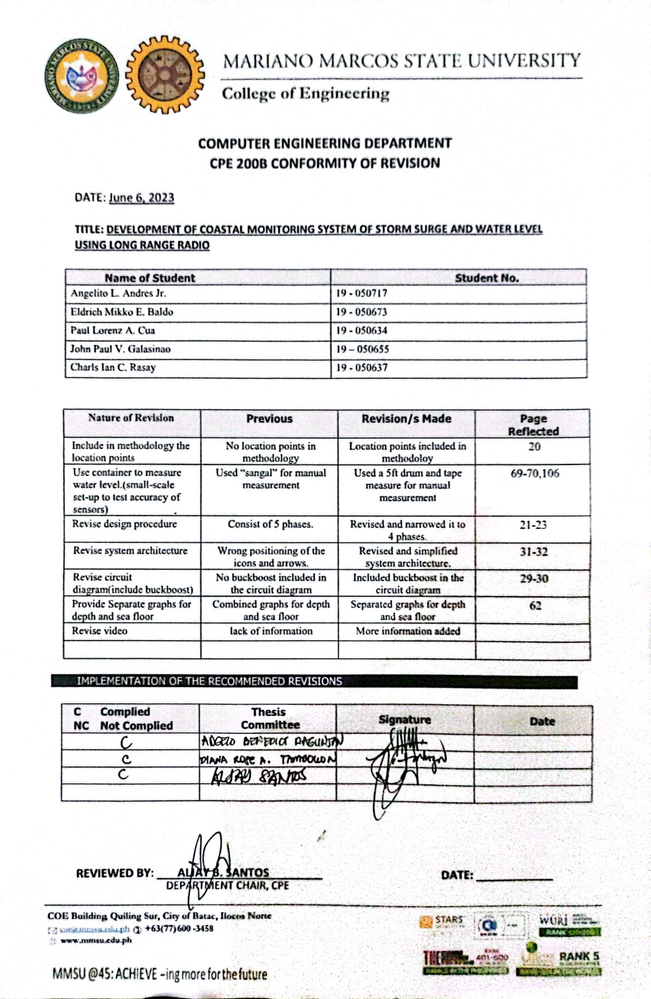 MARIANO MARCOS STATE UNIVERSITY
College of Engineering
COMPUTER ENGINEERING DEPARTMENT
CPE 200B CONFORMITY OF REVISION
DATE: June 6, 2023
TITLE: DEVELOPMENT OF COASTAL MONITORING SYSTEM OF STORM SURGE AND WATER LEVEL
USING LONG RANGE RADIO
Name of Student Student No.
Angelito L. Andres Jr. 19 - 050717
Eldrich Mikko E. Baldo 19 - 050673
Paul Lorenz A. Cua 19 - 050634
John Paul V. Galasinao 19 – 050655
Charls Ian C. Rasay 19 - 050637
Nature of Revision Previous Revision/s Made Page
Reflected
Include in methodology the No location points in Location points included in 20
location points methodology methodoloy
Use container to measure Used “sangal” for manual Used a 5ft drum and tape 69-70,106
water level.(small-scale measurement measure for manual
set-up to test accuracy of measurement
sensors)
Revise design procedure Consist of 5 phases. Revised and narrowed it to 21-23
4 phases.
Revise system architecture Wrong positioning of the Revised and simplified 31-32
icons and arrows. system architecture.
Revise circuit No buckboost included in Included buckboost in the 29-30
diagram(include buckboost) the circuit diagram circuit diagram
Provide Separate graphs for Combined graphs for depth Separated graphs for depth 62
depth and sea floor and sea floor and sea floor
Revise video lack of information More information added
IMPLEMENTATION OF THE RECOMMENDED REVISIONS
C Complied Thesis Signature Date
NC Not Complied Committee
C ANGELO BENEDICT
C DIANA ROSE A.
C ALJAY SANTOS
REVIEWED BY: ALJAY B. SANTOS DATE:
DEPARTMENT CHAIR, CPE
COE Building, Quiling Sur, City of Batac, Ilocos Norte
coe@mmsu.edu.ph +63(77)600 -3458
www.mmsu.edu.ph
STARS
WURI
RANK
RANK
401-600
RANK 5
MMSU @45: ACHIEVE –ing more for the future